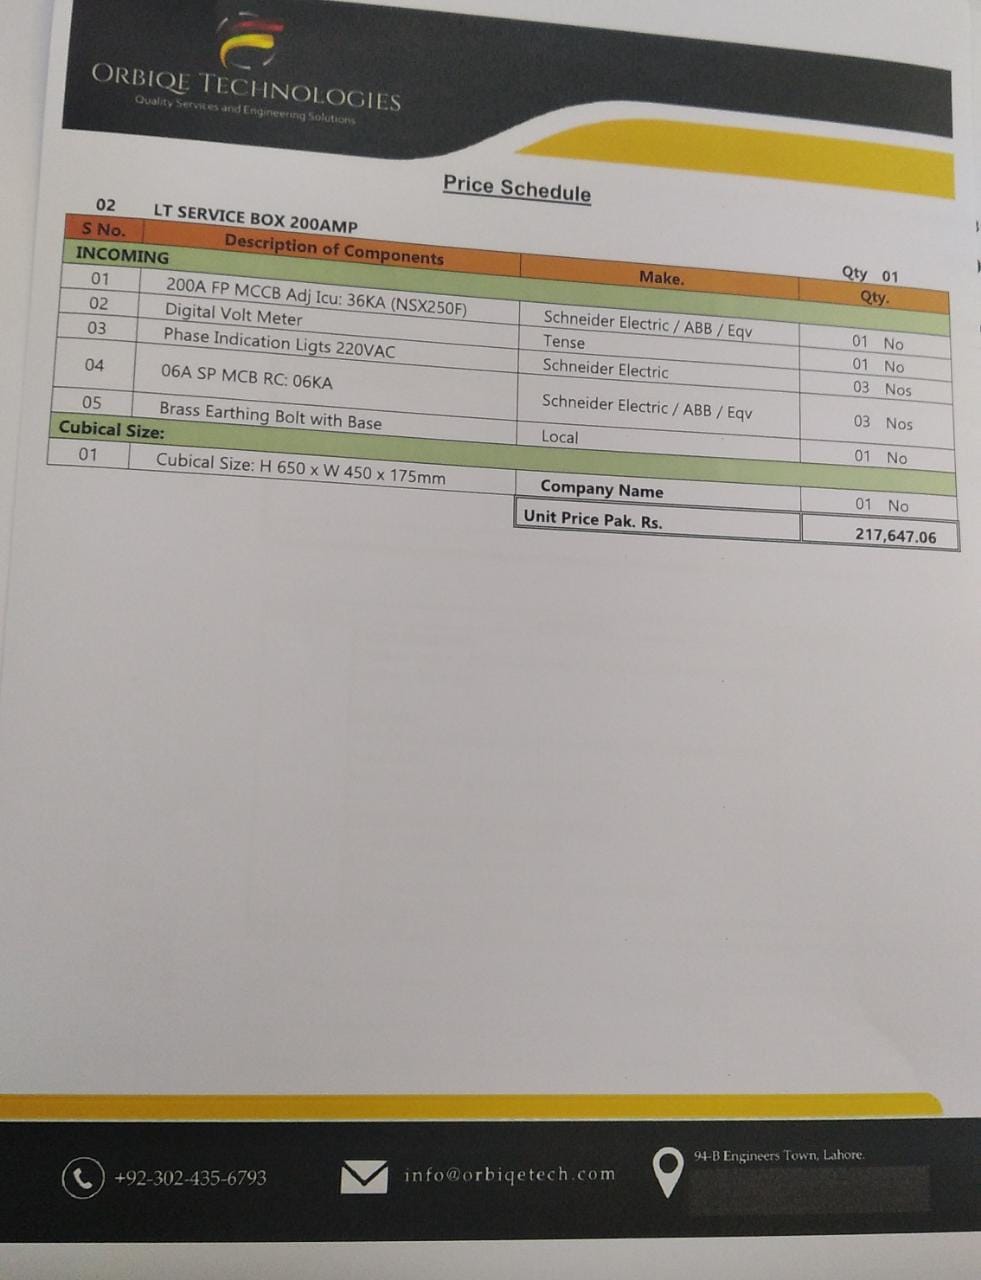 ORBIQE TECHNOLOGIES
Quality Services and Engineering Solutions
Price Schedule
02 LT SERVICE BOX 200AMP Qty 01
S No. Description of Components Make. Qty.
INCOMING
01 200A FP MCCB Adj Icu: 36KA (NSX250F) Schneider Electric / ABB / Eqv 01 No
02 Digital Volt Meter Tense 01 No
03 Phase Indication Ligts 220VAC Schneider Electric 03 Nos
04 06A SP MCB RC: 06KA Schneider Electric / ABB / Eqv 03 Nos
05 Brass Earthing Bolt with Base Local 01 No
Cubical Size:
01 Cubical Size: H 650 x W 450 x 175mm Company Name 01 No
Unit Price Pak. Rs. 217,647.06
+92-302-435-6793
info@orbiqetech.com
94-B Engineers Town, Lahore.